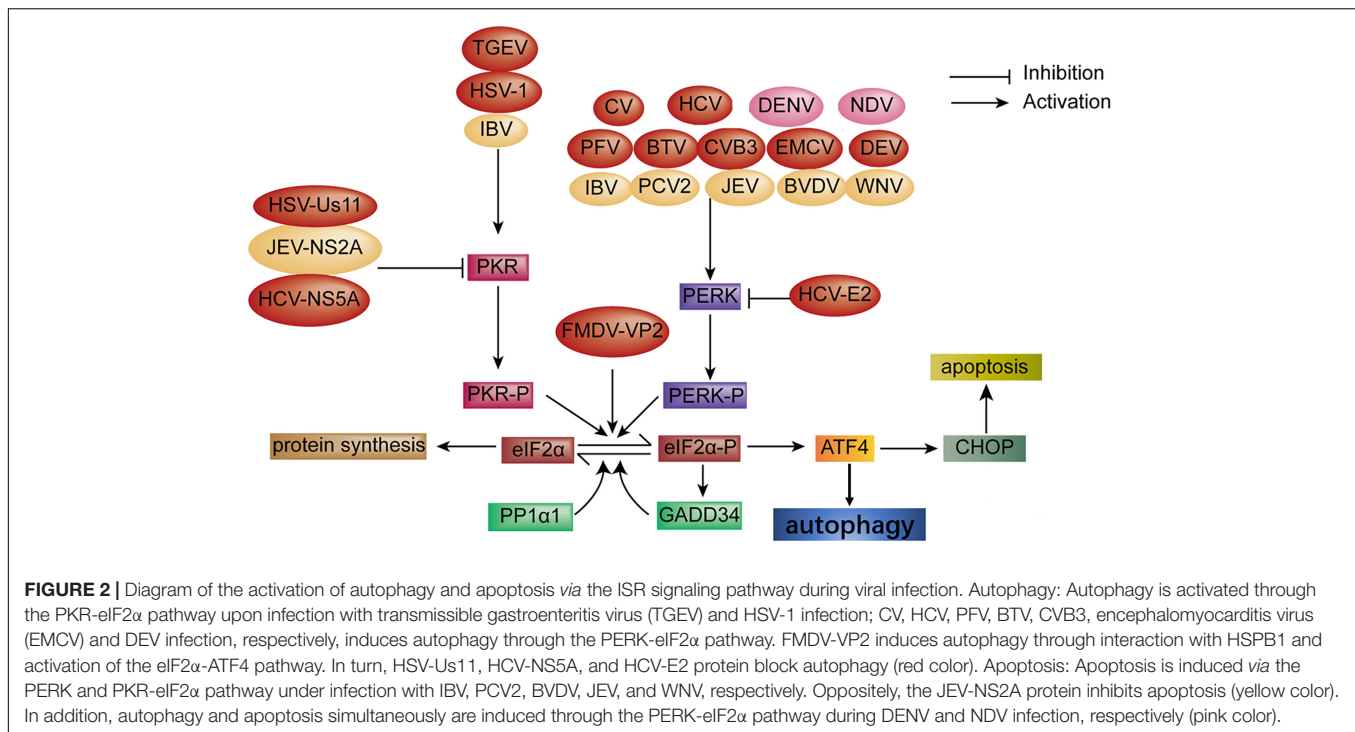 TGEV
HSV-1
IBV
Inhibition
Activation
CV
HCV
DENV
NDV
PFV
BTV
CVB3
EMCV
DEV
IBV
PCV2
JEV
BVDV
WNV
HSV-Us11
JEV-NS2A
HCV-NS5A
PKR
PERK
HCV-E2
FMDV-VP2
PKR-P
PERK-P
apoptosis
protein synthesis
eIF2α
eIF2α-P
ATF4
CHOP
PP1α1
GADD34
autophagy
FIGURE 2 | Diagram of the activation of autophagy and apoptosis via the ISR signaling pathway during viral infection. Autophagy: Autophagy is activated through
the PKR-eIF2α pathway upon infection with transmissible gastroenteritis virus (TGEV) and HSV-1 infection; CV, HCV, PFV, BTV, CVB3, encephalomyocarditis virus
(EMCV) and DEV infection, respectively, induces autophagy through the PERK-eIF2α pathway. FMDV-VP2 induces autophagy through interaction with HSPB1 and
activation of the eIF2α-ATF4 pathway. In turn, HSV-Us11, HCV-NS5A, and HCV-E2 protein block autophagy (red color). Apoptosis: Apoptosis is induced via the
PERK and PKR-eIF2α pathway under infection with IBV, PCV2, BVDV, JEV, and WNV, respectively. Oppositely, the JEV-NS2A protein inhibits apoptosis (yellow color).
In addition, autophagy and apoptosis simultaneously are induced through the PERK-eIF2α pathway during DENV and NDV infection, respectively (pink color).